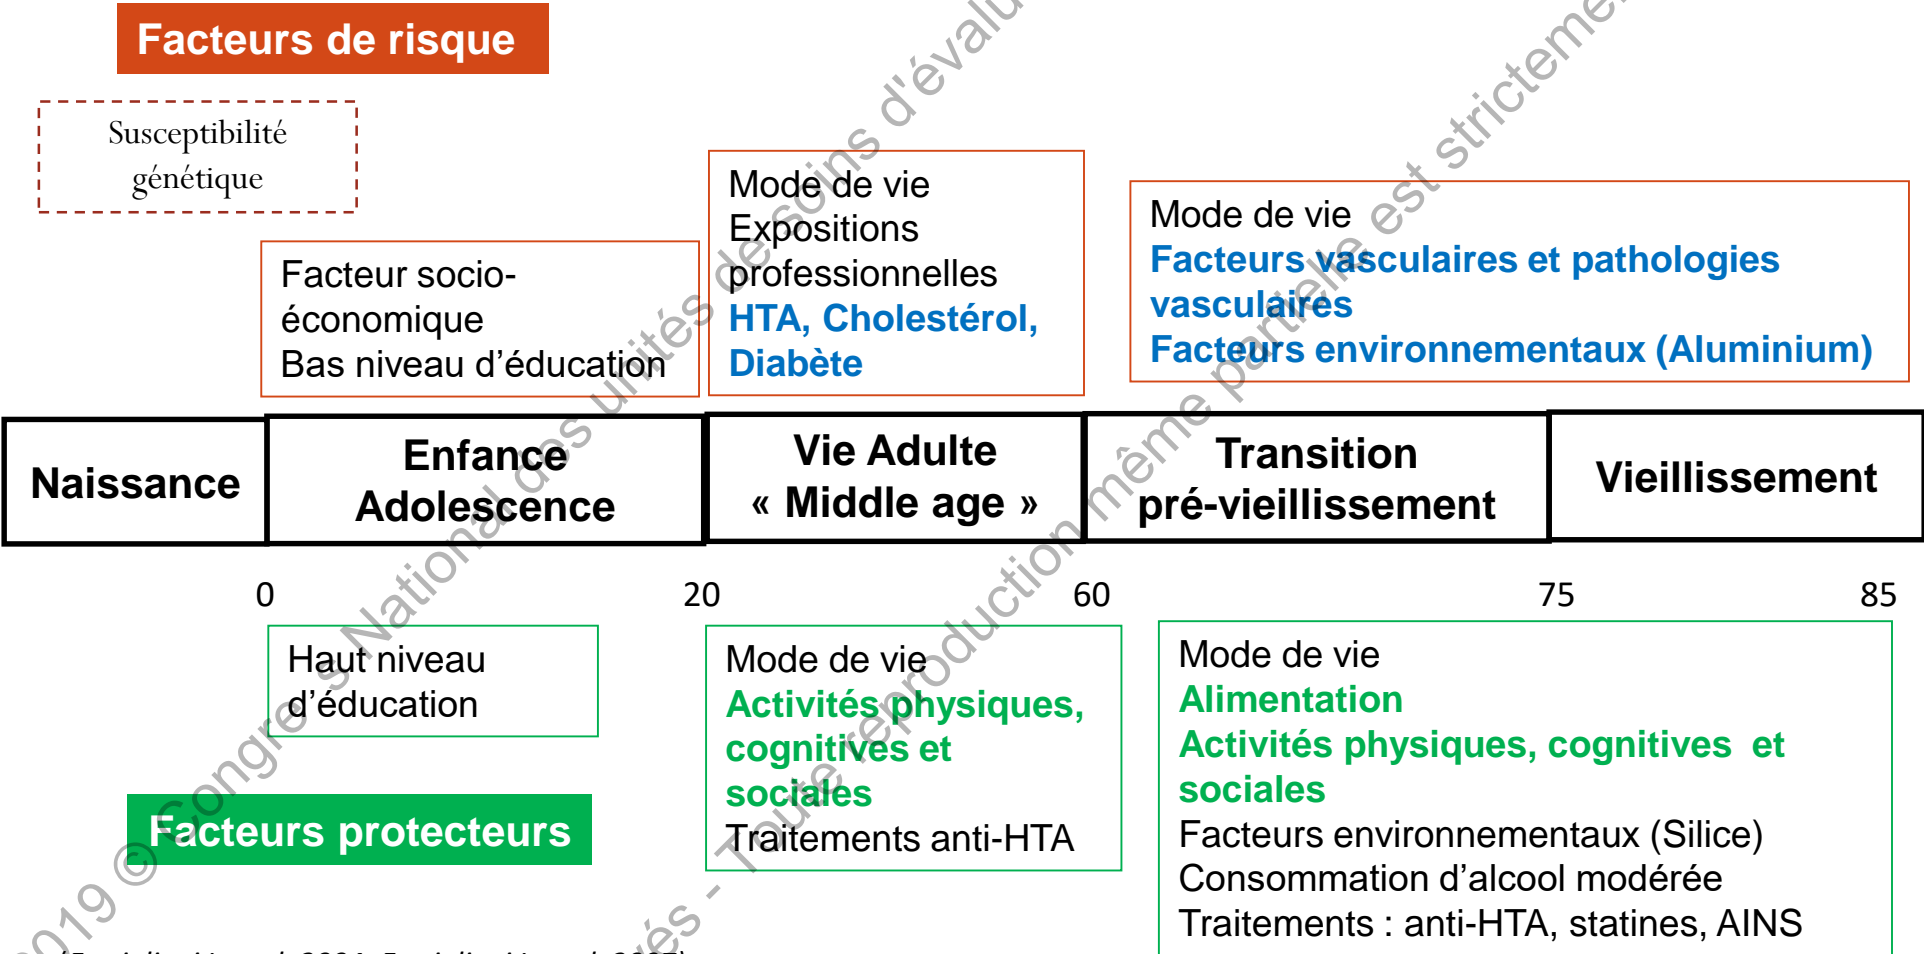 Facteurs de risque
Susceptibilité
génétique
Facteur socio-
économique
Bas niveau d'éducation
Mode de vie
Expositions
professionnelles
HTA, Cholestérol,
Diabète
Mode de vie
Facteurs vasculaires et pathologies
vasculaires
Facteurs environnementaux (Aluminium)
Naissance
Enfance
Adolescence
Vie Adulte
« Middle age »
Transition
pré-vieillissement
Vieillissement
0
20
60
75
85
Haut niveau
d'éducation
Mode de vie
Activités physiques,
cognitives et
sociales
Traitements anti-HTA
Mode de vie
Alimentation
Activités physiques, cognitives et
sociales
Facteurs environnementaux (Silice)
Consommation d'alcool modérée
Traitements : anti-HTA, statines, AINS
Facteurs protecteurs
2019 © Congre s National des unités de soins d'évalu
és - Toute reproduction même partielle est stricteme